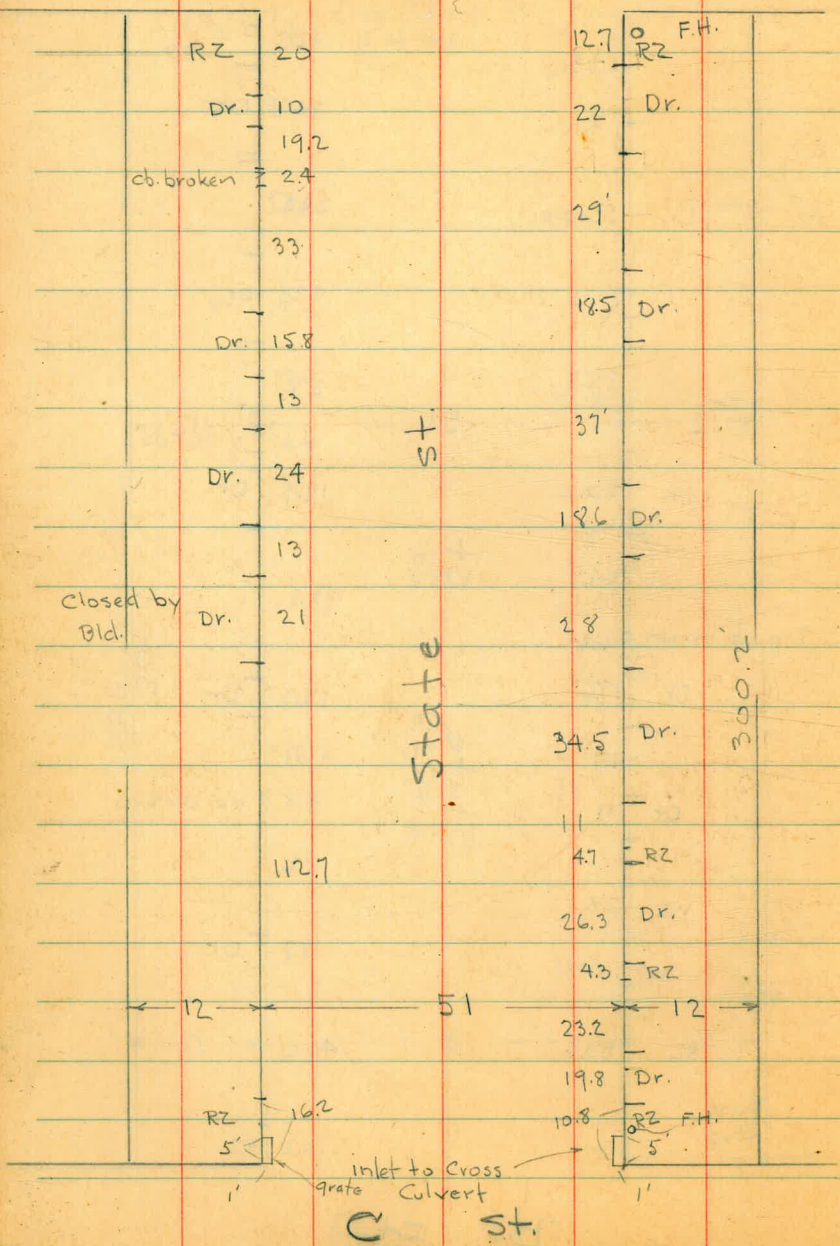 12.7 F.H.
RZ 20 RZ
Dr. 10 22 Dr.
19.2
cb. broken 2.4
29'
33
18.5 Dr.
Dr. 15.8
13 37'
St.
Dr. 24
18.6 Dr.
13
Closed by
Bld. Dr. 21 28
State 300.2'
34.5 Dr.
11
4.7 RZ
112.7
26.3 Dr.
4.3 RZ
12 51 12
23.2
19.8 Dr.
RZ 16.2 10.8 RZ F.H.
5' 5'
inlet to Cross
grate Culvert
1' 1'
C St.